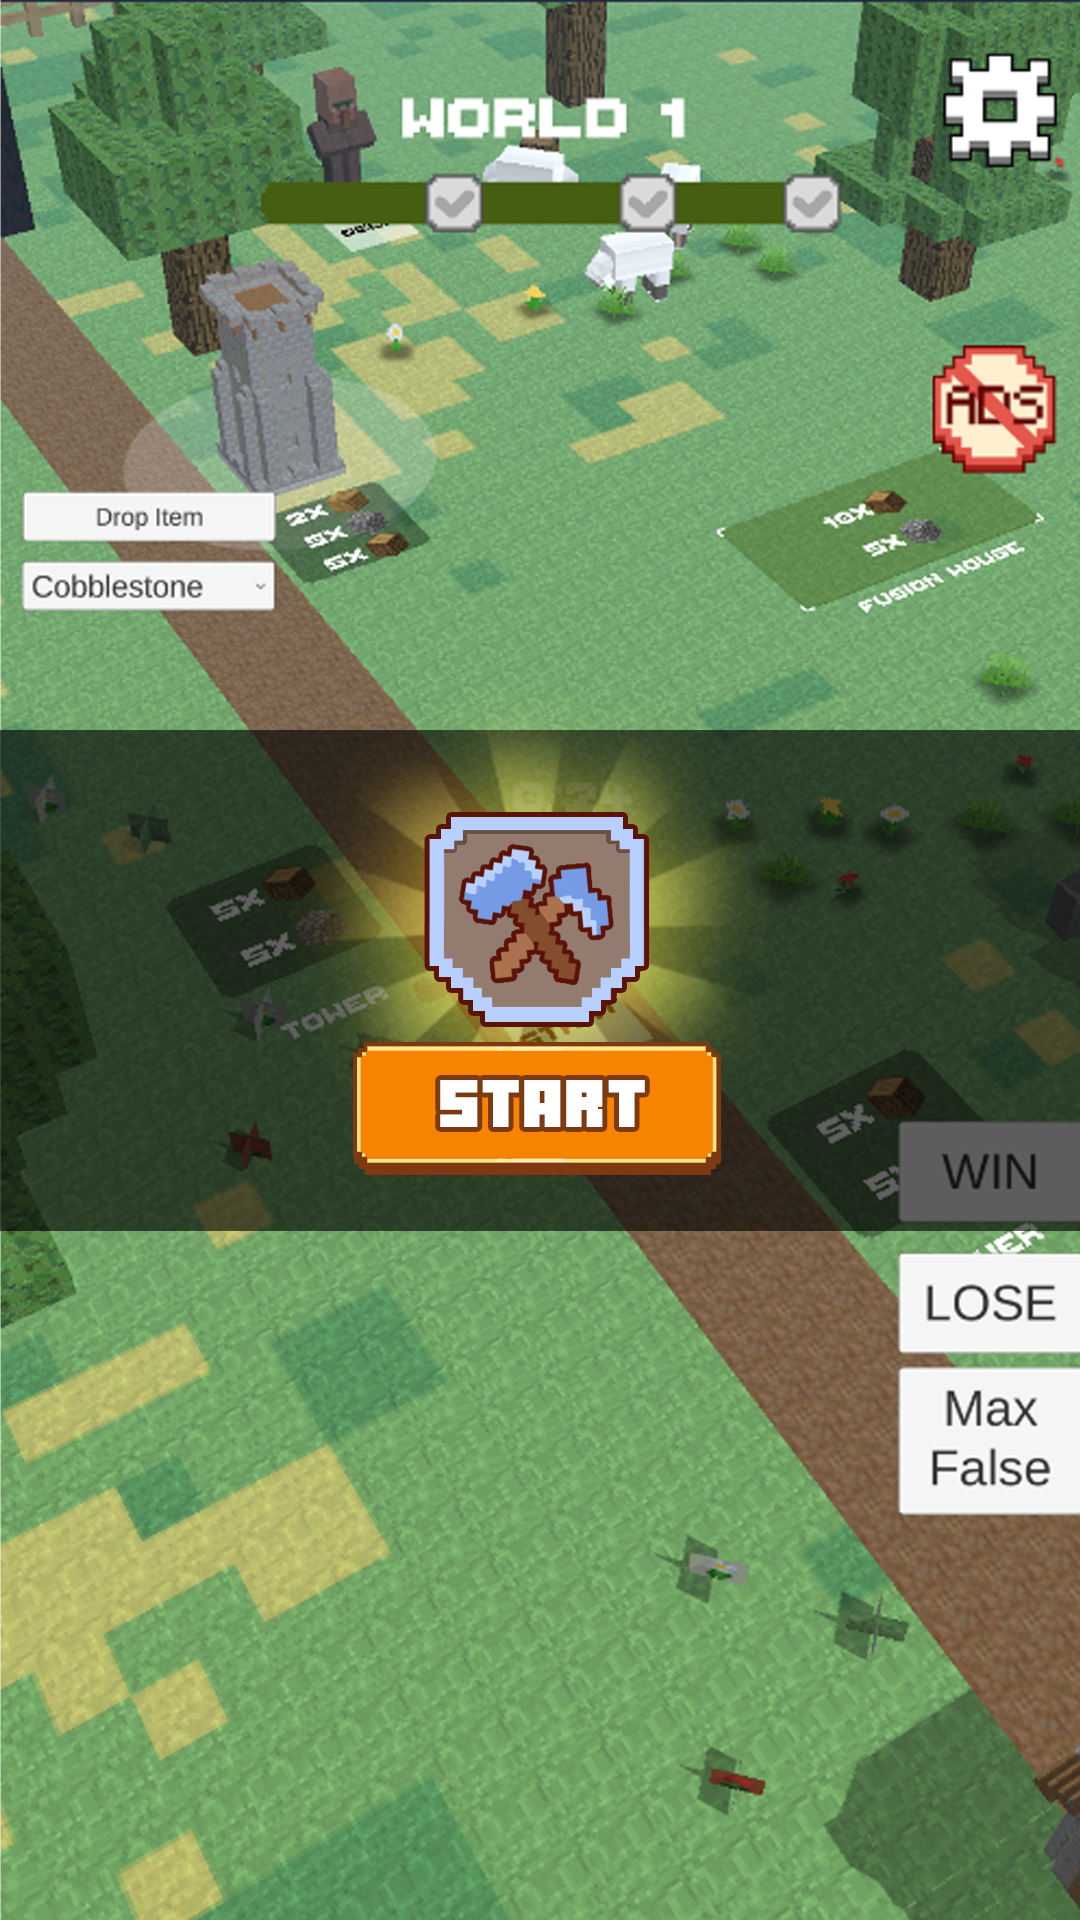 WORLD 1
ADS
Drop Item
Cobblestone
2X
5X
5X
10X
5X
FUSION HOUSE
5X
5X
TOWER
START
5X
WIN
LOSE
Max
False